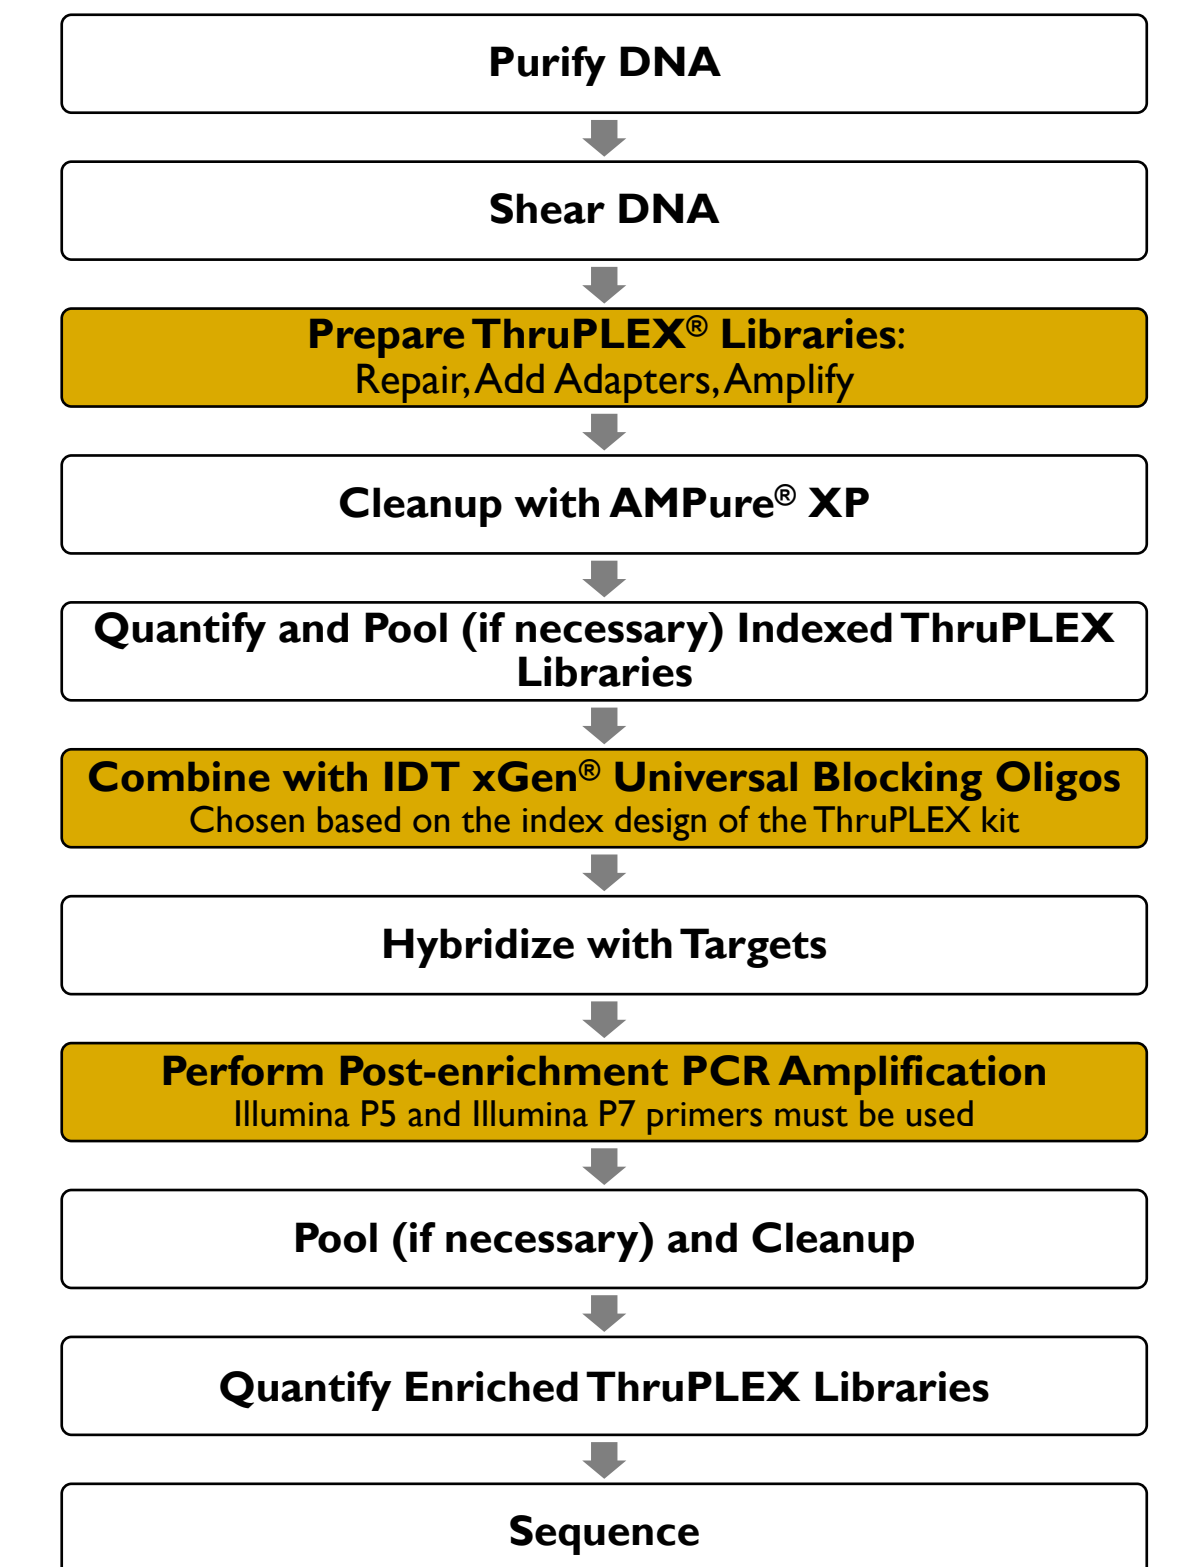 Purify DNA
Shear DNA
Prepare ThruPLEX® Libraries:
Repair, Add Adapters, Amplify
Cleanup with AMPure® XP
Quantify and Pool (if necessary) Indexed ThruPLEX
Libraries
Combine with IDT xGen® Universal Blocking Oligos
Chosen based on the index design of the ThruPLEX kit
Hybridize with Targets
Perform Post-enrichment PCR Amplification
Illumina P5 and Illumina P7 primers must be used
Pool (if necessary) and Cleanup
Quantify Enriched ThruPLEX Libraries
Sequence